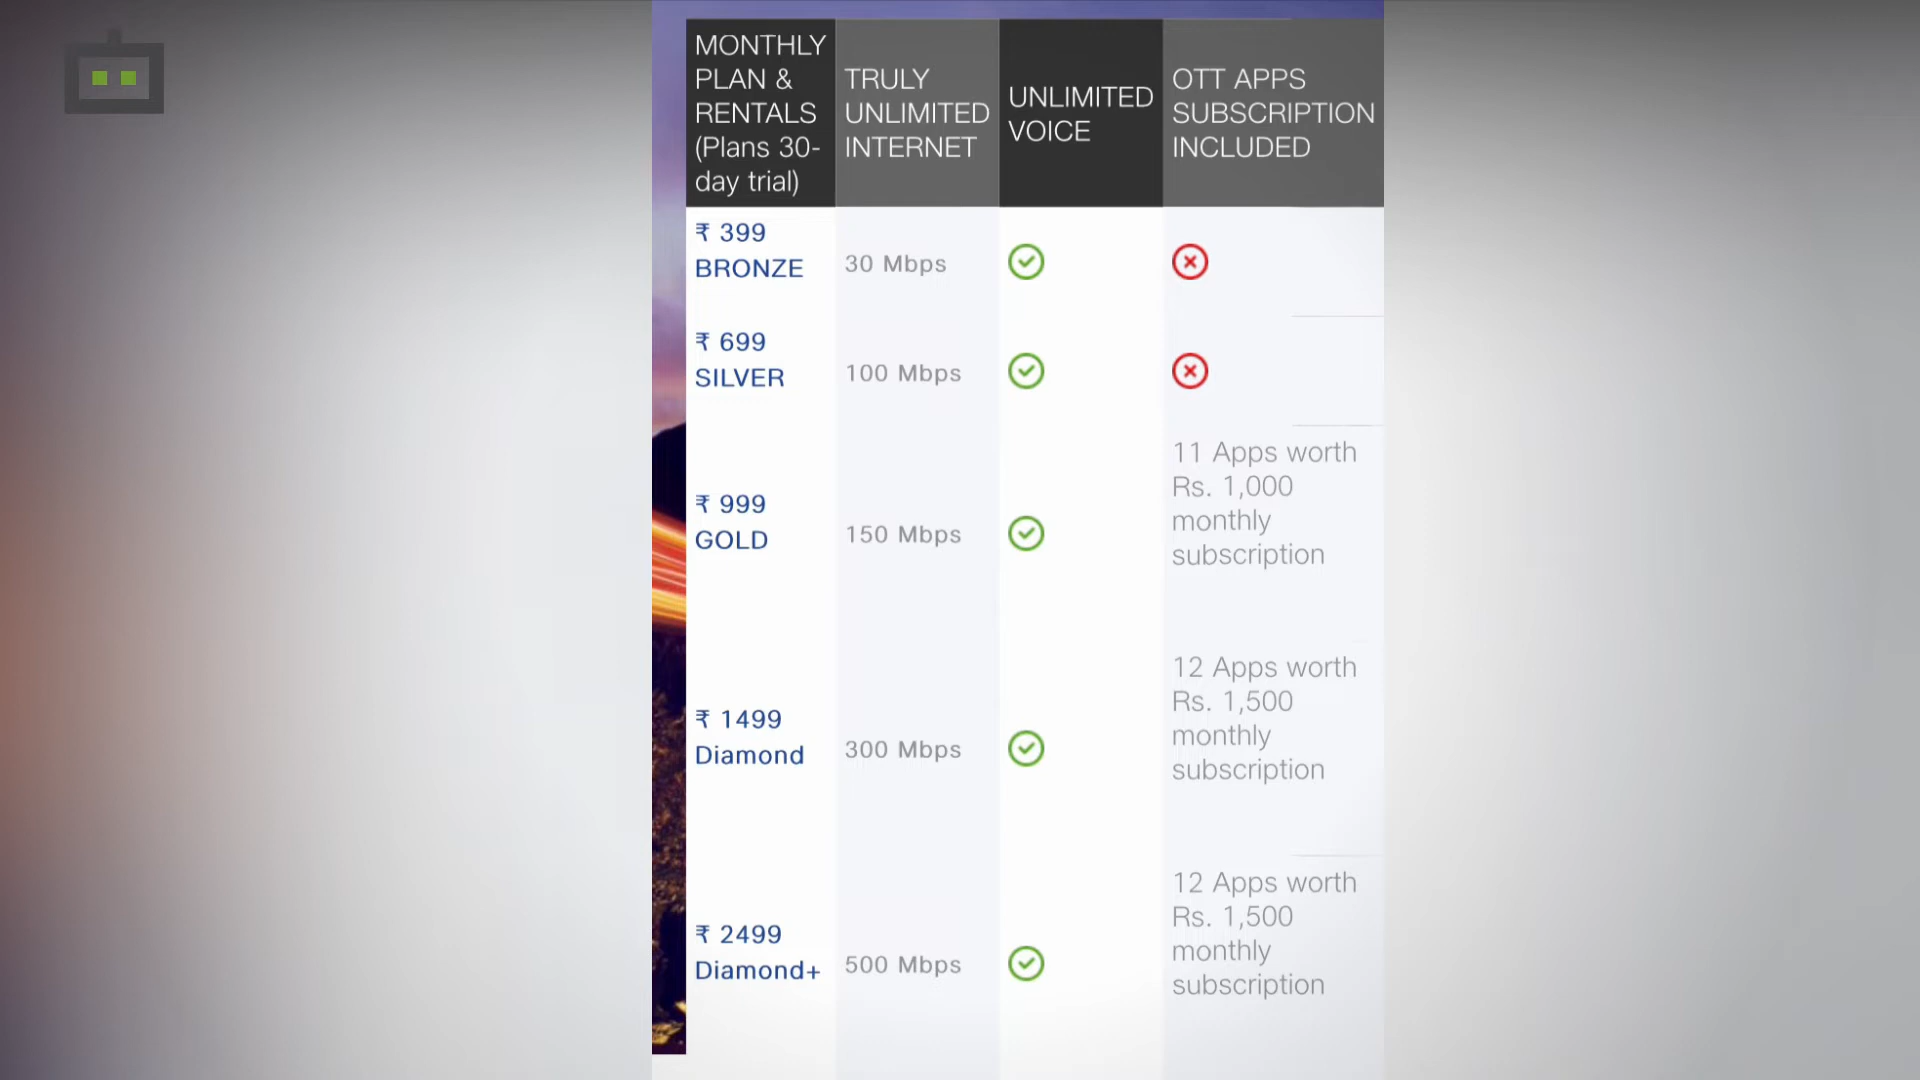 MONTHLY
PLAN &
RENTALS
(Plans 30-
day trial)
TRULY
UNLIMITED
INTERNET
UNLIMITED
VOICE
OTT APPS
SUBSCRIPTION
INCLUDED
₹ 399
BRONZE
30 Mbps
₹ 699
SILVER
100 Mbps
₹ 999
GOLD
150 Mbps
11 Apps worth
Rs. 1,000
monthly
subscription
₹ 1499
Diamond
300 Mbps
12 Apps worth
Rs. 1,500
monthly
subscription
₹ 2499
Diamond+
500 Mbps
12 Apps worth
Rs. 1,500
monthly
subscription